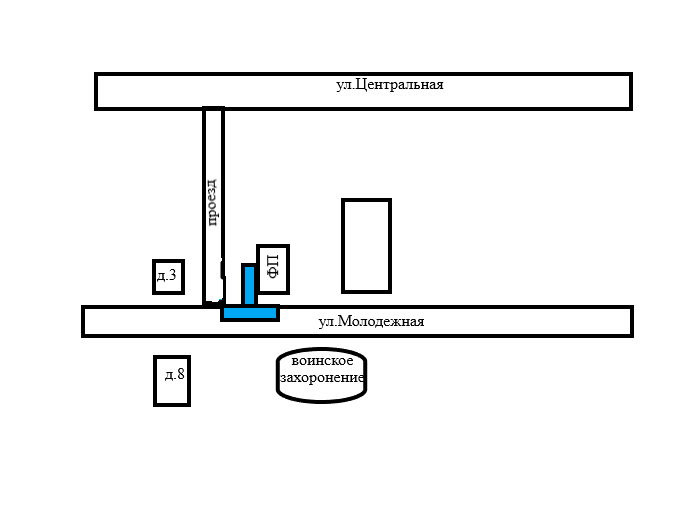 ул.Центральная
проезд
ФП
д.3
ул.Молодежная
воинское
захоронение
д.8